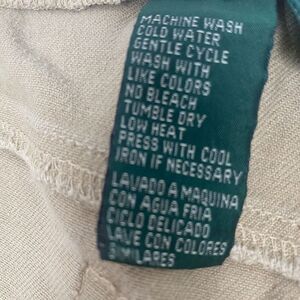 MACHINE WASH
COLD WATER
GENTLE CYCLE
WASH WITH
LIKE COLORS
NO BLEACH
TUMBLE DRY
LOW HEAT
PRESS WITH COOL
IRON IF NECESSARY
LAVADO A MAQUINA
CON AGUA FRIA
CICLO DELICADO
LAVE CON COLORES
SIMILARES